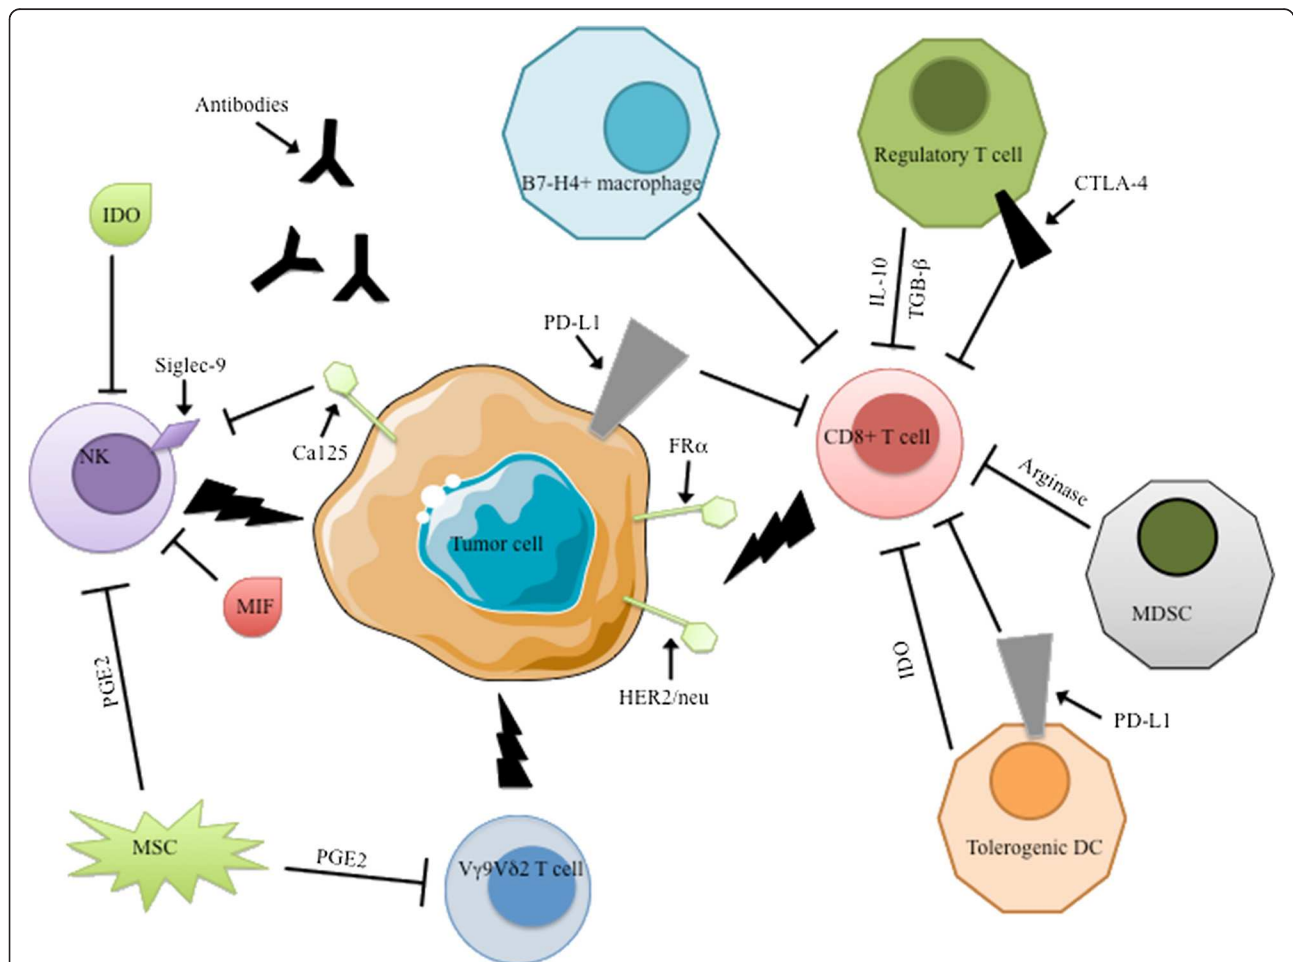 Antibodies
B7-H4+ macrophage
Regulatory T cell
CTLA-4
IDO
IL-10
TGB-β
PD-L1
Siglec-9
Ca125
NK
FRα
CD8+ T cell
Arginase
Tumor cell
MIF
MDSC
HER2/neu
PGE2
IDO
PD-L1
MSC
PGE2
Vγ9Vδ2 T cell
Tolerogenic DC